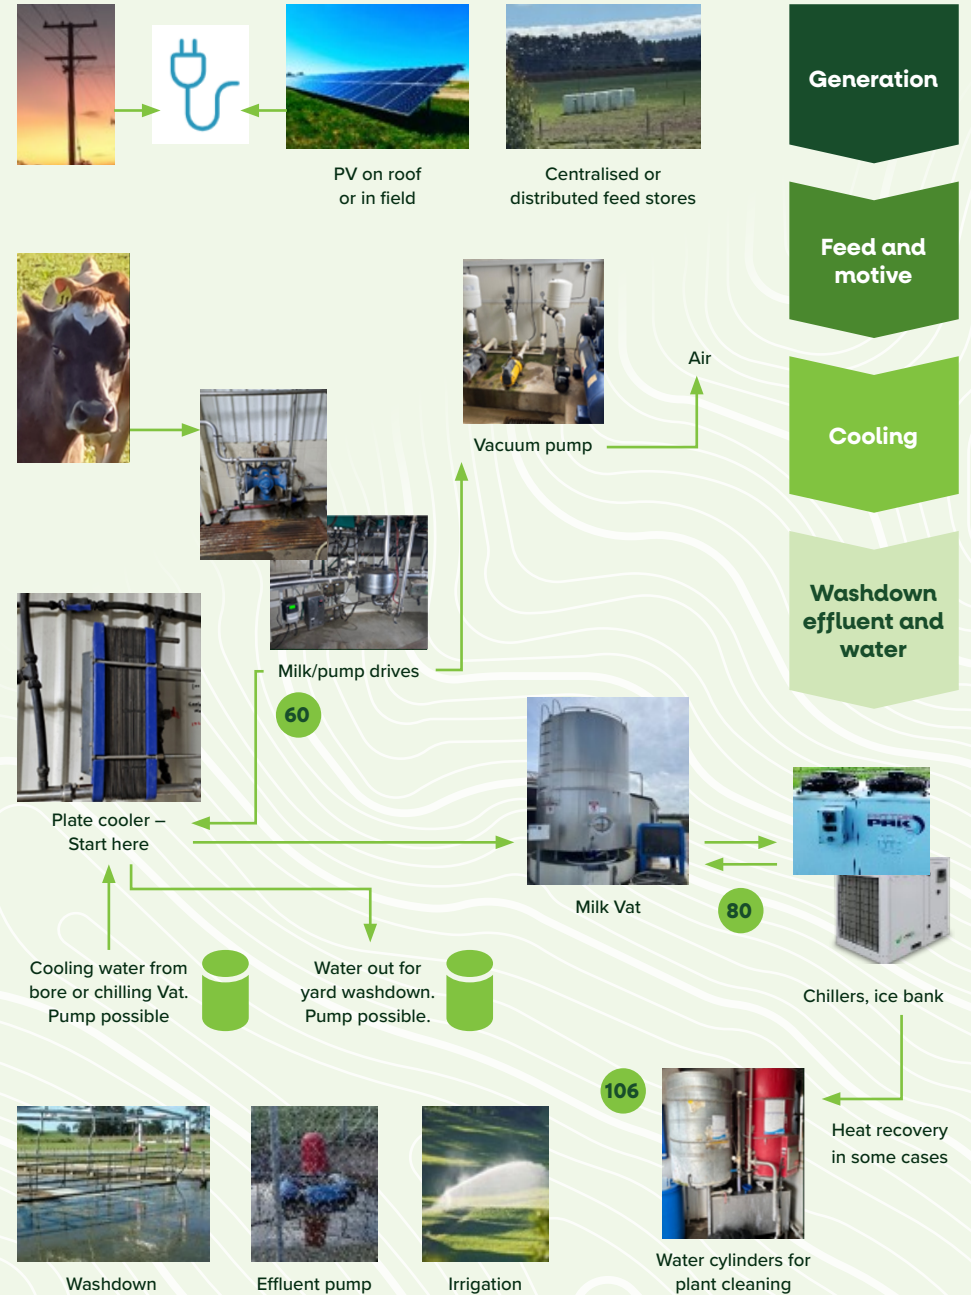 Generation
PV on roof
or in field
Centralised or
distributed feed stores
Feed and
motive
Air
Vacuum pump
Cooling
Washdown
effluent and
water
Milk/pump drives
60
Plate cooler –
Start here
Milk Vat
80
Cooling water from
bore or chilling Vat.
Pump possible
Water out for
yard washdown.
Pump possible.
PAK
Chillers, ice bank
106
Heat recovery
in some cases
Washdown
Effluent pump
Irrigation
Water cylinders for
plant cleaning